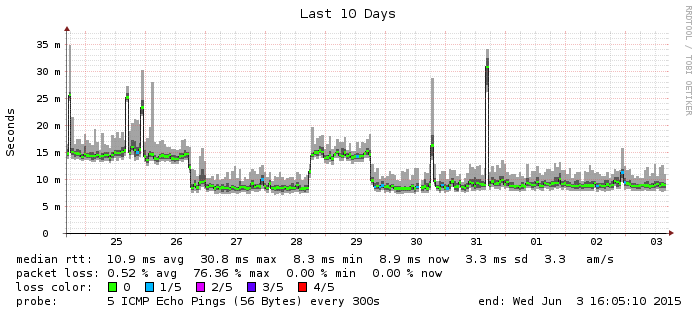 Last 10 Days
RRDTOOL / TOBI OETIKER
Seconds
35 m
30 m
25 m
20 m
15 m
10 m
5 m
0
25 26 27 28 29 30 31 01 02 03
median rtt: 10.9 ms avg 30.8 ms max 8.3 ms min 8.9 ms now 3.3 ms sd 3.3 am/s
packet loss: 0.52 % avg 76.36 % max 0.00 % min 0.00 % now
loss color: 0 1/5 2/5 3/5 4/5
probe: 5 ICMP Echo Pings (56 Bytes) every 300s end: Wed Jun 3 16:05:10 2015